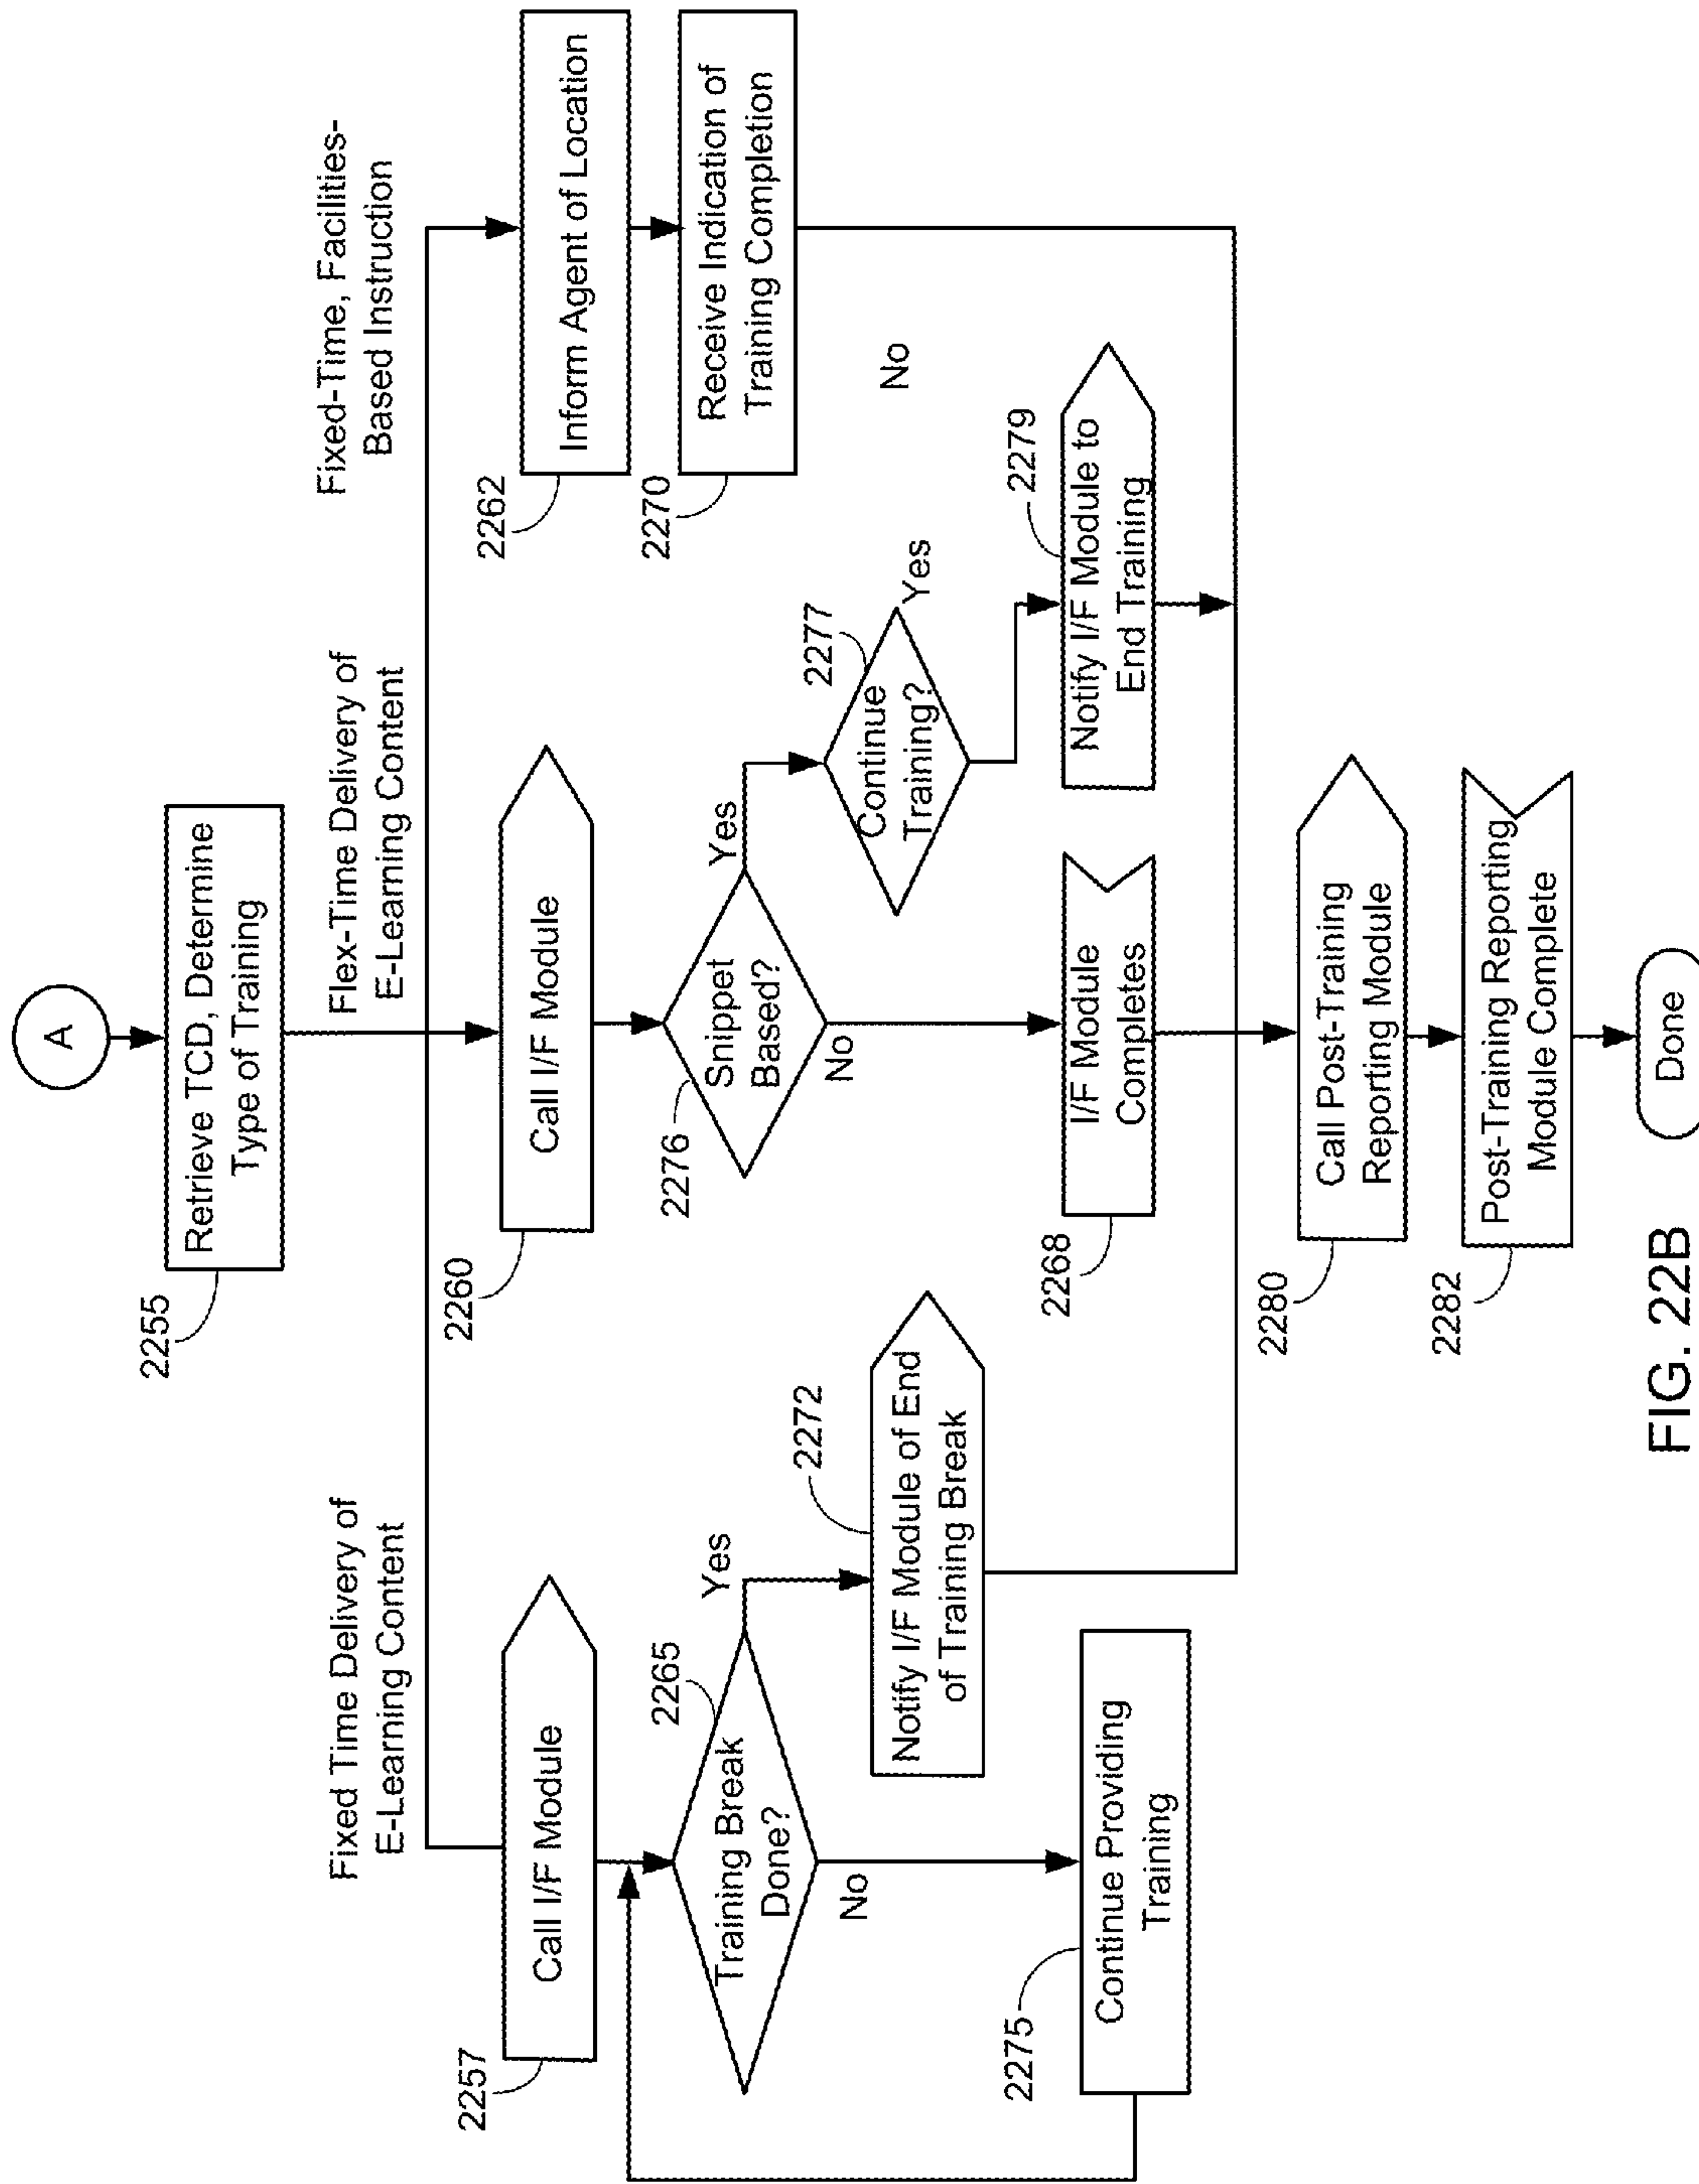 A
2255
Retrieve TCD, Determine
Type of Training
Fixed Time Delivery of
E-Learning Content
Flex-Time Delivery of
E-Learning Content
Fixed-Time, Facilities-
Based Instruction
2257
Call I/F Module
2260
Call I/F Module
2262
Inform Agent of Location
2265
Training Break
Done?
Yes
No
2276
Snippet
Based?
Yes
No
2270
Receive Indication of
Training Completion
2277
Continue
Training?
Yes
No
2272
Notify I/F Module of End
of Training Break
2275
Continue Providing
Training
2268
I/F Module
Completes
2279
Notify I/F Module to
End Training
2280
Call Post-Training
Reporting Module
2282
Post-Training Reporting
Module Complete
Done
FIG. 22B